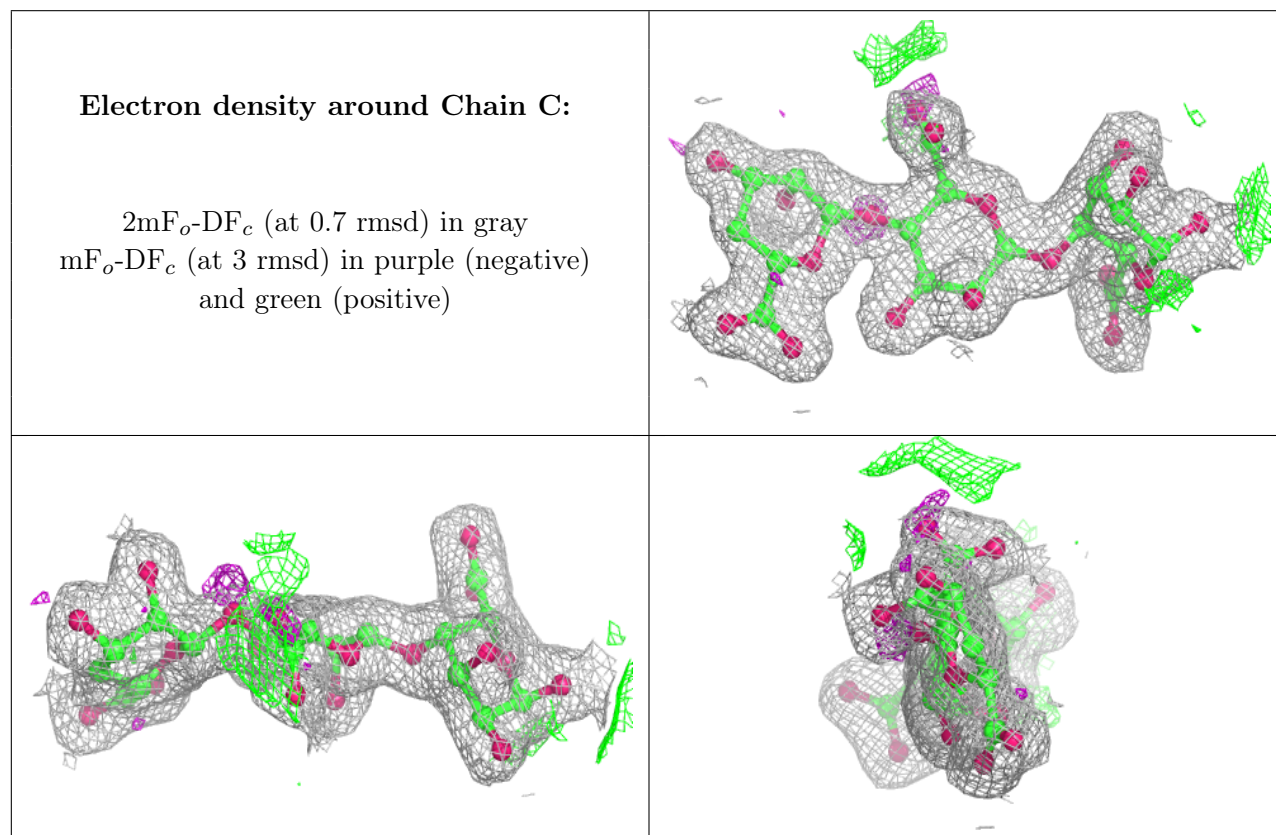 Electron density around Chain C:
2mFₒ-DF𝒸 (at 0.7 rmsd) in gray
mFₒ-DF𝒸 (at 3 rmsd) in purple (negative)
and green (positive)